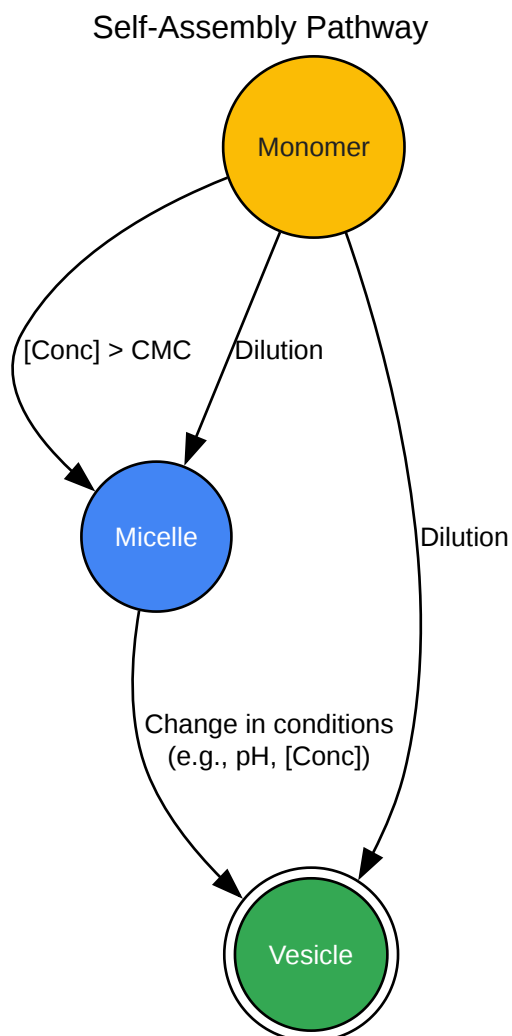 Self-Assembly Pathway
Monomer
[Conc] > CMC
Dilution
Micelle
Dilution
Change in conditions
(e.g., pH, [Conc])
Vesicle